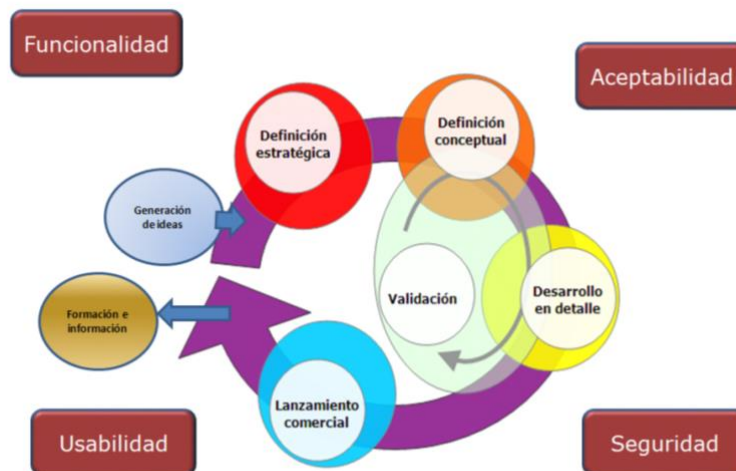 Funcionalidad
Aceptabilidad
Definición
estratégica
Definición
conceptual
Generación
de ideas
Validación
Desarrollo
en detalle
Formación e
información
Lanzamiento
comercial
Usabilidad
Seguridad